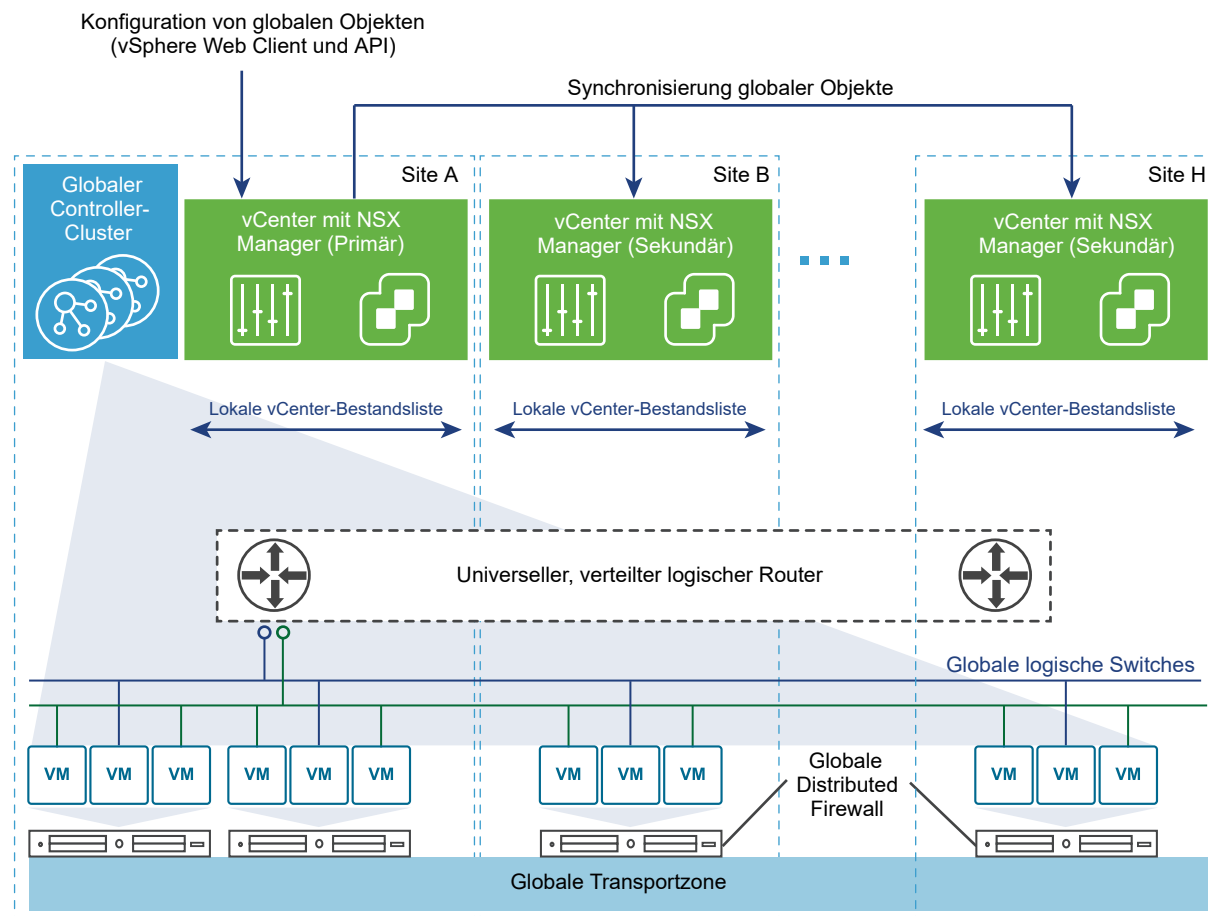 Konfiguration von globalen Objekten
(vSphere Web Client und API)
Synchronisierung globaler Objekte
Site A
Site B
Site H
Globaler
Controller-
Cluster
vCenter mit NSX
Manager (Primär)
vCenter mit NSX
Manager (Sekundär)
vCenter mit NSX
Manager (Sekundär)
Lokale vCenter-Bestandsliste
Lokale vCenter-Bestandsliste
Lokale vCenter-Bestandsliste
Universeller, verteilter logischer Router
Globale logische Switches
VM
VM
VM
VM
VM
VM
VM
VM
VM
VM
VM
VM
Globale
Distributed
Firewall
Globale Transportzone